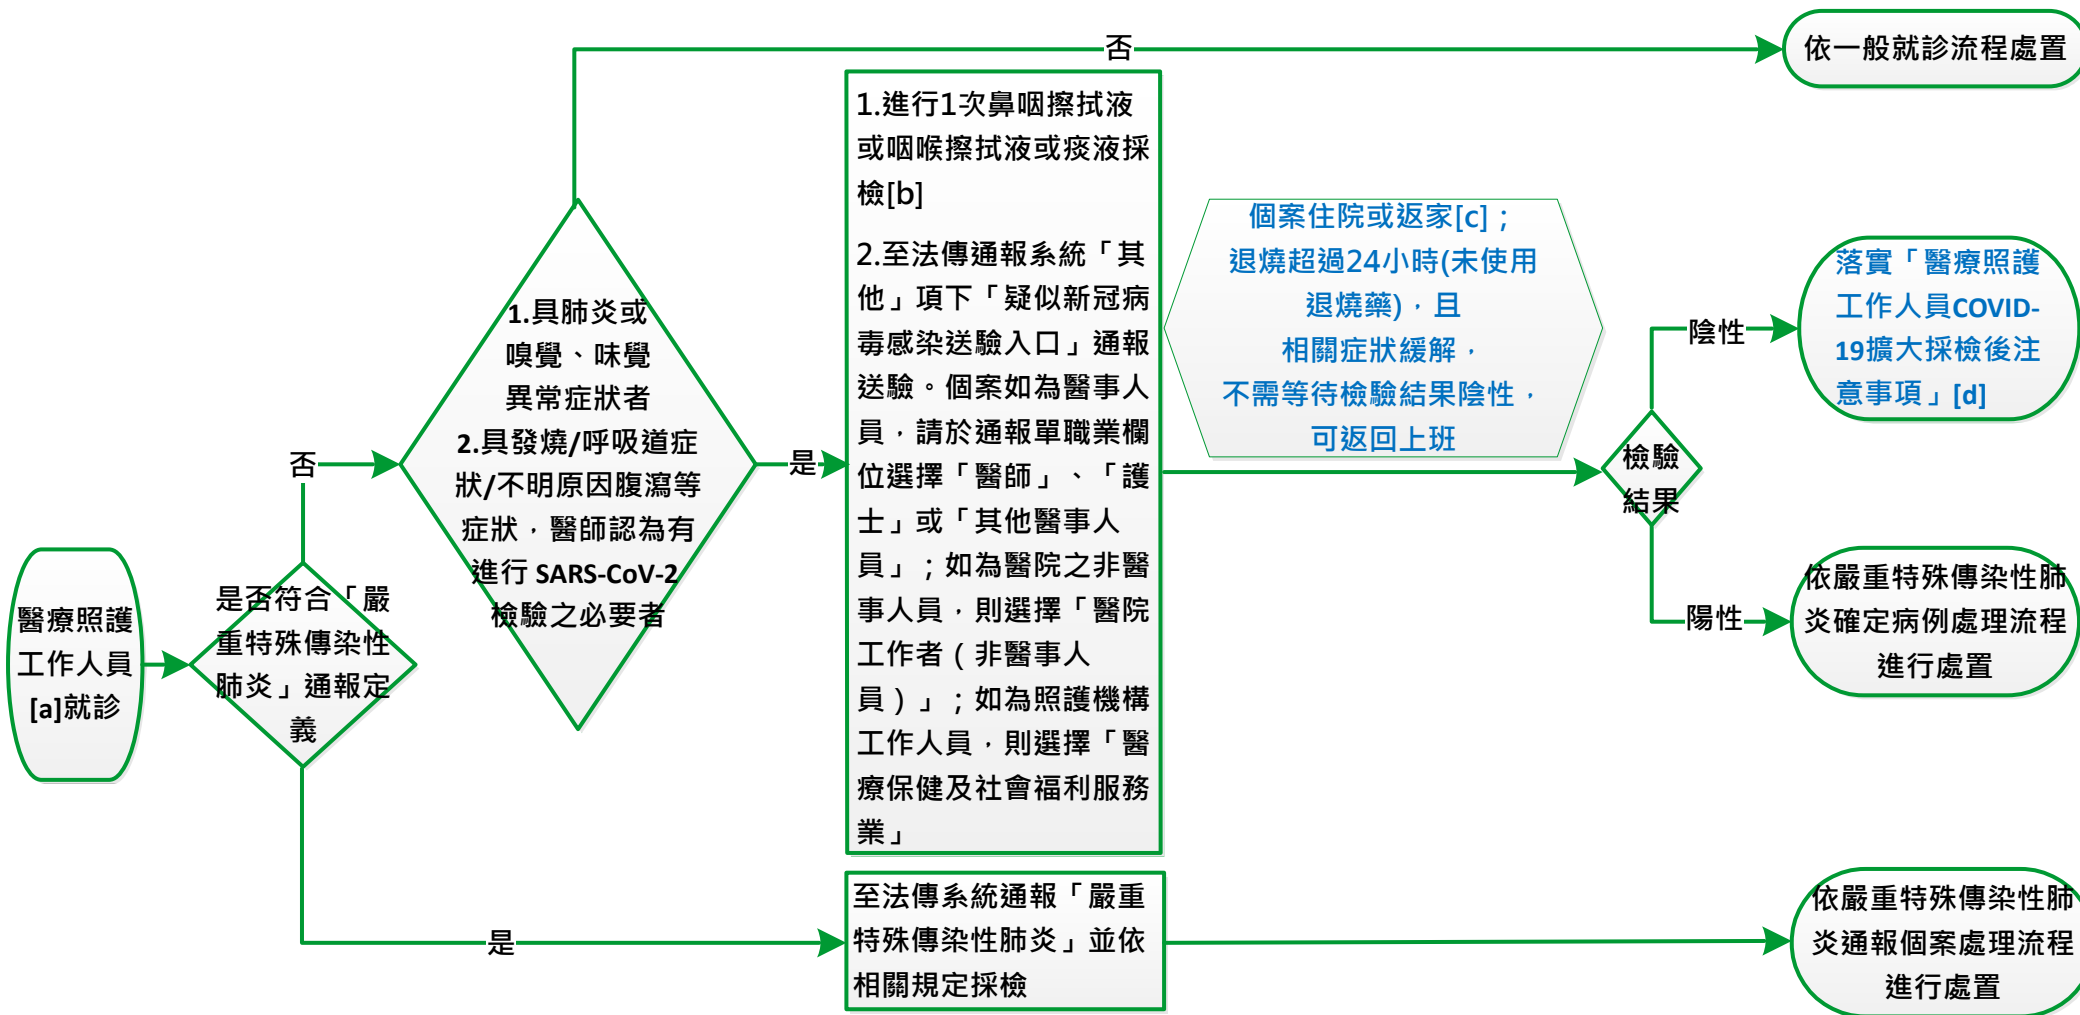 否
依一般就診流程處置
1.進行1次鼻咽擦拭液
或咽喉擦拭液或痰液採
檢[b]
2.至法傳通報系統「其
他」項下「疑似新冠病
毒感染送驗入口」通報
送驗。個案如為醫事人
員，請於通報單職業欄
位選擇「醫師」、「護
士」或「其他醫事人
員」；如為醫院之非醫
事人員，則選擇「醫院
工作者（非醫事人
員）」；如為照護機構
工作人員，則選擇「醫
療保健及社會福利服務
業」
個案住院或返家[c]；
退燒超過24小時(未使用
退燒藥)，且
相關症狀緩解，
不需等待檢驗結果陰性，
可返回上班
落實「醫療照護
工作人員COVID-
19擴大採檢後注
意事項」[d]
陰性
1.具肺炎或
嗅覺、味覺
異常症狀者
2.具發燒/呼吸道症
狀/不明原因腹瀉等
症狀，醫師認為有
進行 SARS-CoV-2
檢驗之必要者
否
是
檢驗
結果
陽性
依嚴重特殊傳染性肺
炎確定病例處理流程
進行處置
醫療照護
工作人員
[a]就診
是否符合「嚴
重特殊傳染性
肺炎」通報定
義
是
至法傳系統通報「嚴重
特殊傳染性肺炎」並依
相關規定採檢
依嚴重特殊傳染性肺
炎通報個案處理流程
進行處置